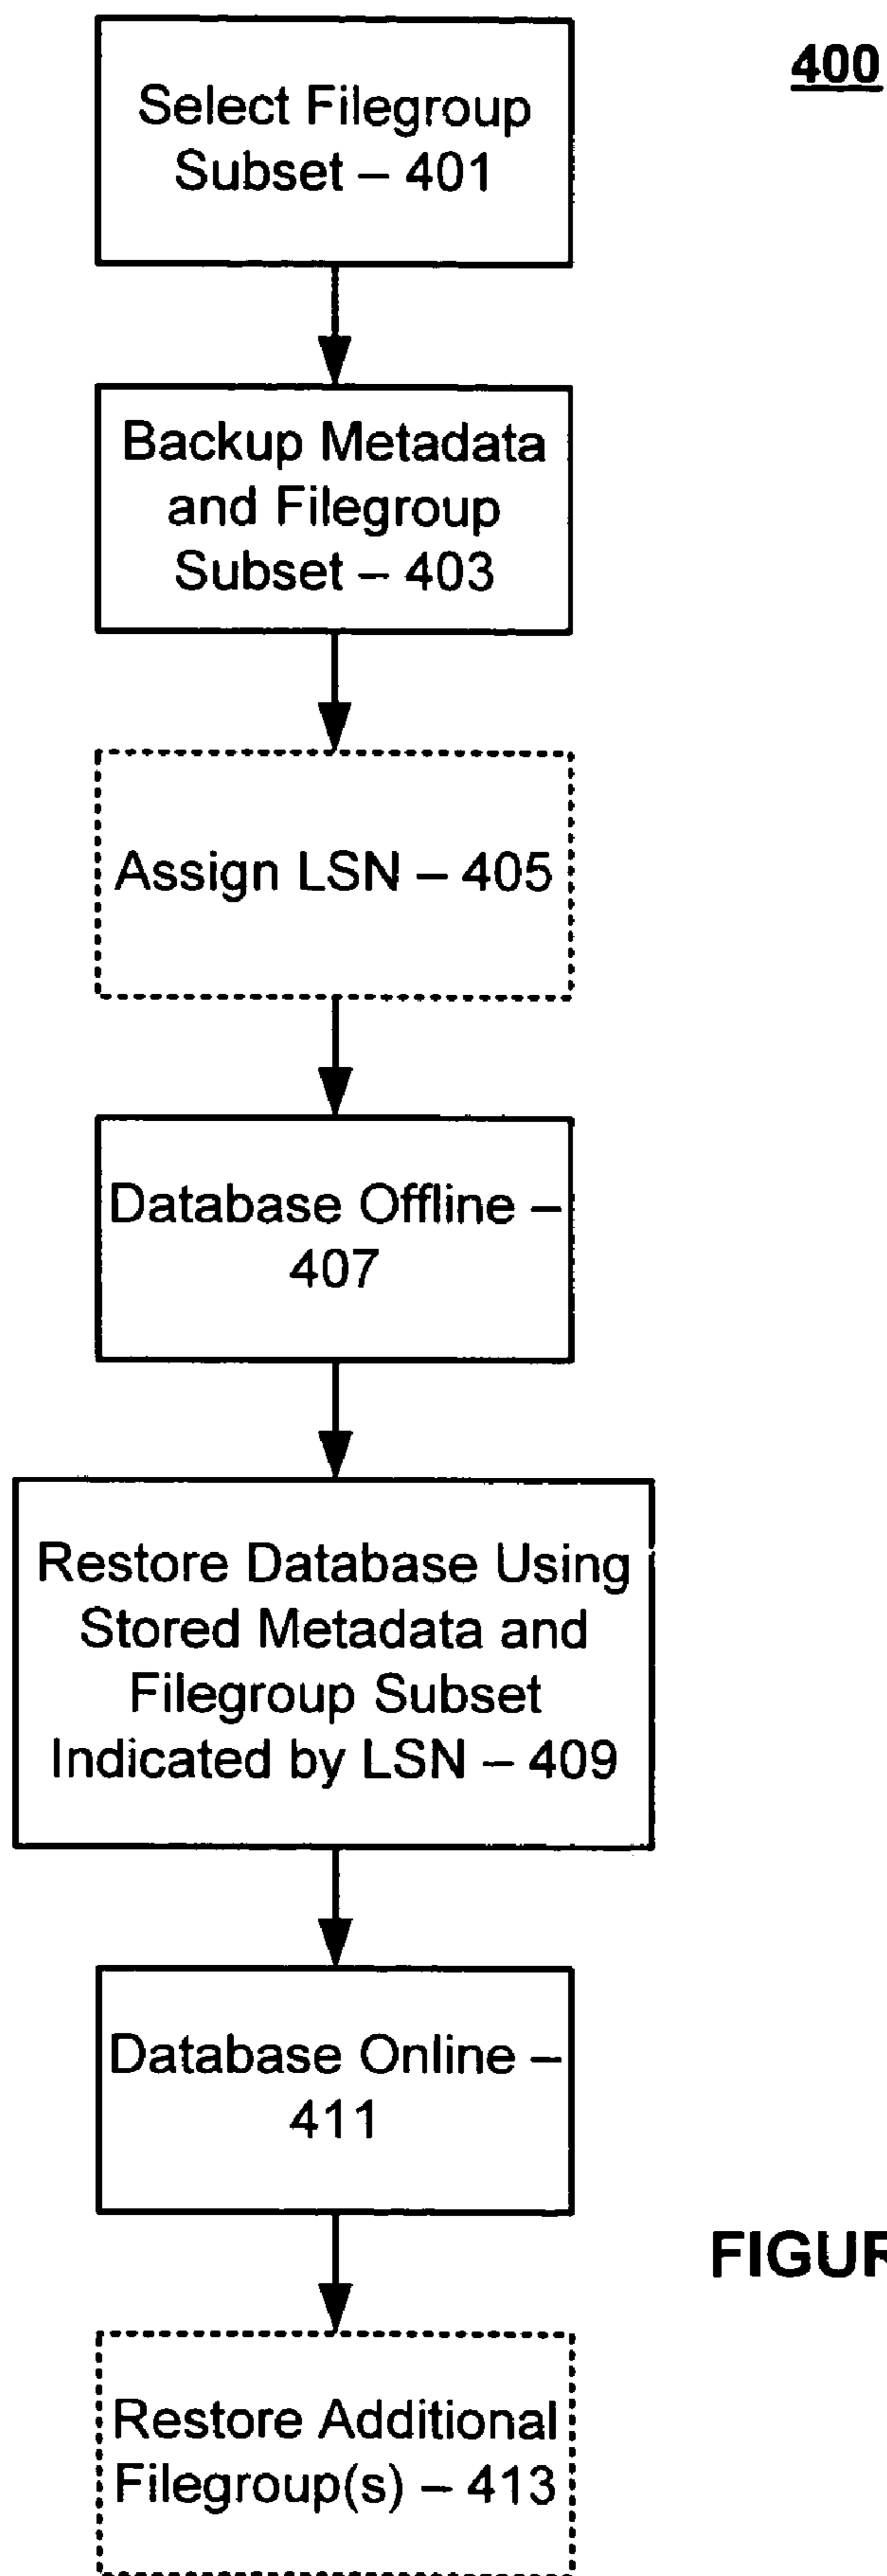 400
Select Filegroup
Subset – 401
Backup Metadata
and Filegroup
Subset – 403
Assign LSN – 405
Database Offline –
407
Restore Database Using
Stored Metadata and
Filegroup Subset
Indicated by LSN – 409
Database Online –
411
FIGUR
Restore Additional
Filegroup(s) – 413